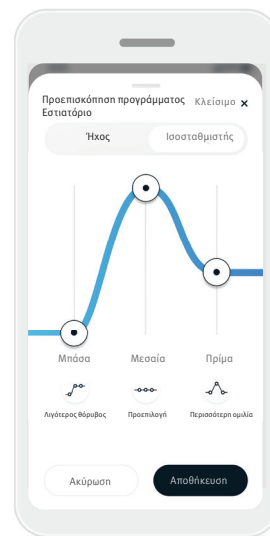 Προεπισκόπηση προγράμματος Κλείσιμο ×
Εστιατόριο
Ήχος Ισοσταθμιστής
Μπάσα Μεσαία Πρίμα
Λιγότερος θόρυβος Προεπιλογή Περισσότερη ομιλία
Ακύρωση Αποθήκευση